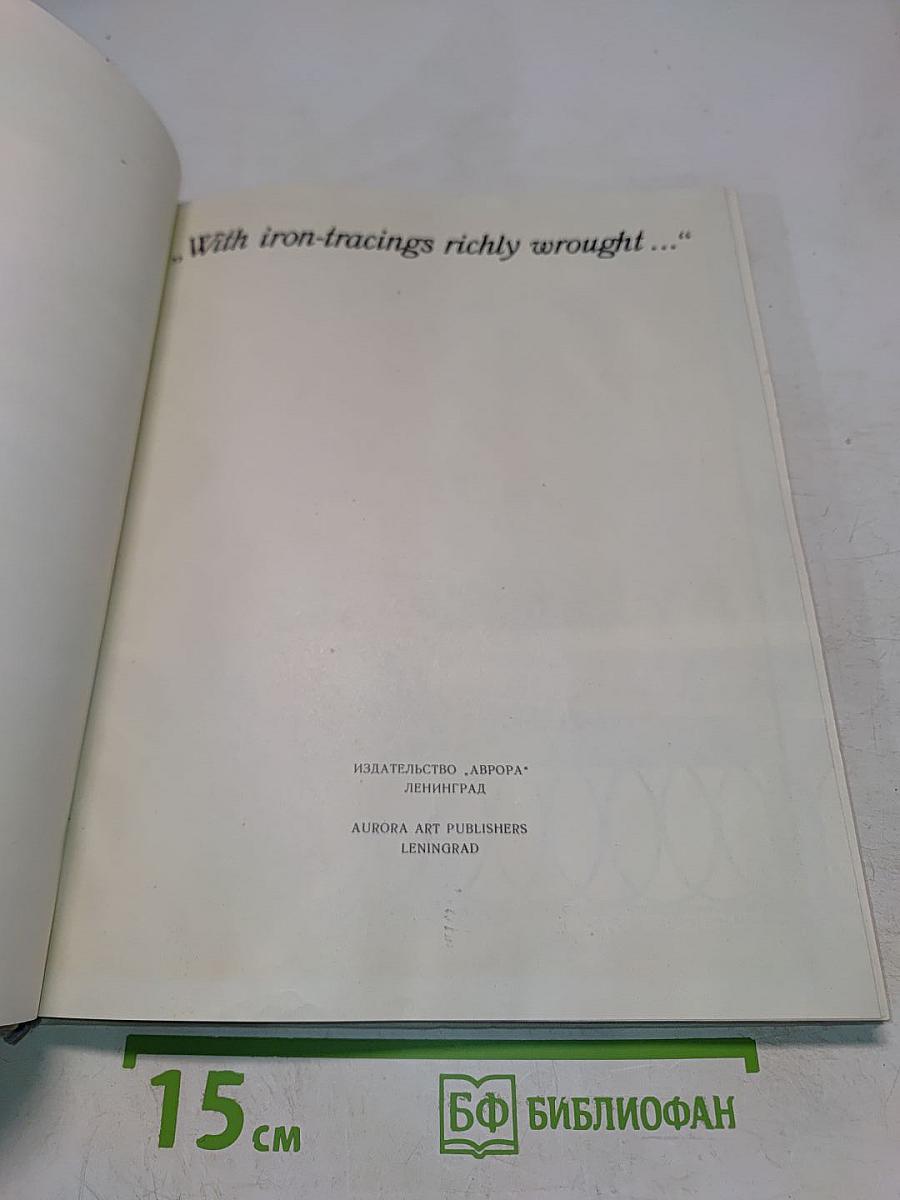 „With iron-tracings richly wrought ...“
ИЗДАТЕЛЬСТВО „АВРОРА“
ЛЕНИНГРАД
AURORA ART PUBLISHERS
LENINGRAD
15 см
БФ БИБЛИОФАН